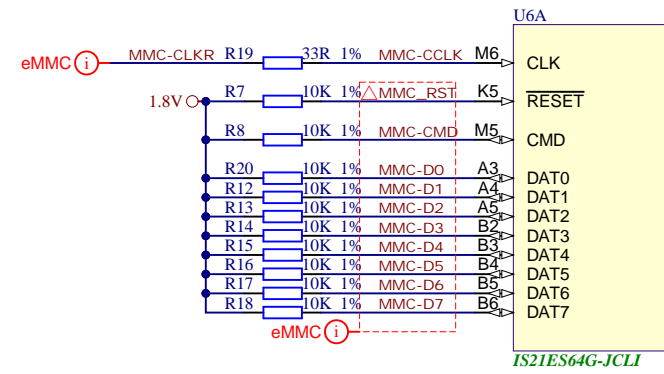 U6A
eMMC i MMC-CLKR R19 33R 1% MMC-CCLK M6 CLK
1.8V R7 10K 1% MMC_RST K5 RESET
R8 10K 1% MMC-CMD M5 CMD
R20 10K 1% MMC-D0 A3 DAT0
R12 10K 1% MMC-D1 A4 DAT1
R13 10K 1% MMC-D2 A5 DAT2
R14 10K 1% MMC-D3 B2 DAT3
R15 10K 1% MMC-D4 B3 DAT4
R16 10K 1% MMC-D5 B4 DAT5
R17 10K 1% MMC-D6 B5 DAT6
R18 10K 1% MMC-D7 B6 DAT7
eMMC i
IS21ES64G-JCLI